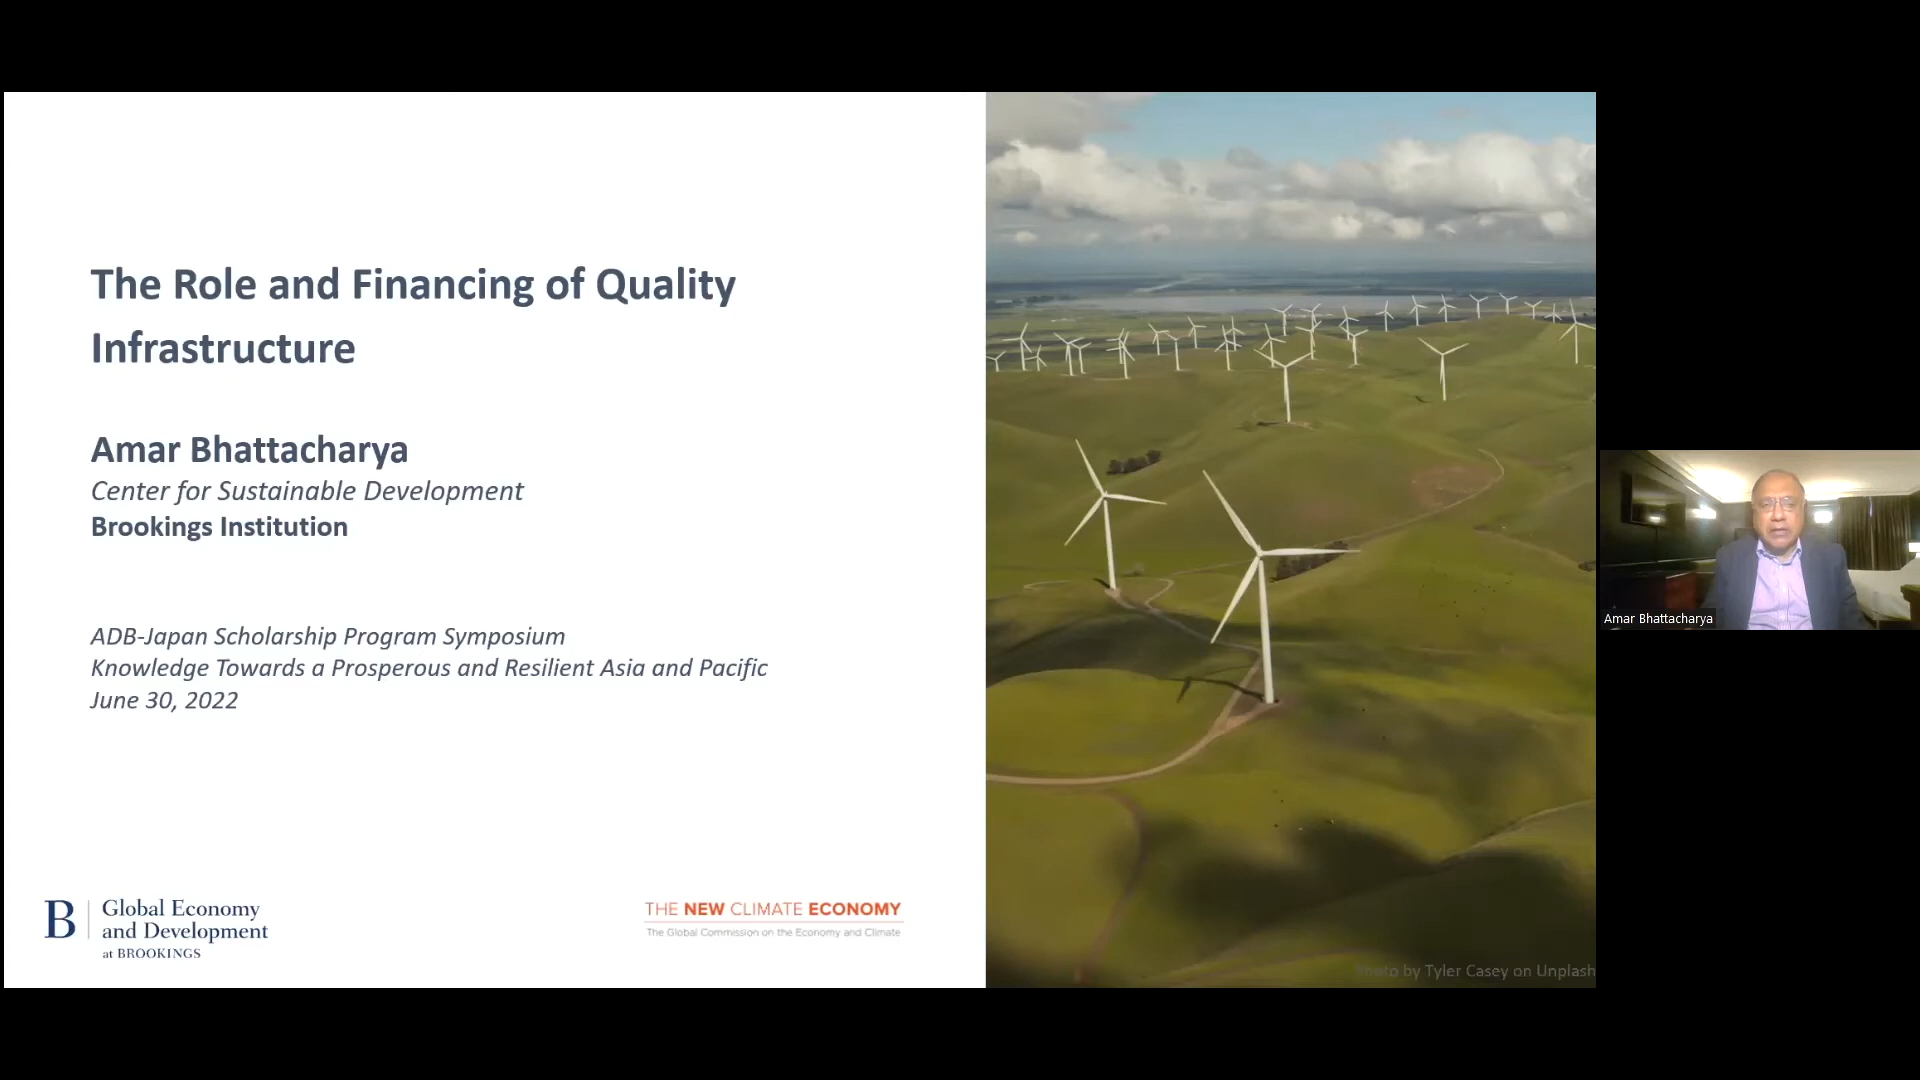 The Role and Financing of Quality
Infrastructure
Amar Bhattacharya
Center for Sustainable Development
Brookings Institution
ADB-Japan Scholarship Program Symposium
Knowledge Towards a Prosperous and Resilient Asia and Pacific
June 30, 2022
B
Global Economy
and Development
at BROOKINGS
THE NEW CLIMATE ECONOMY
The Global Commission on the Economy and Climate
Photo by Tyler Casey on Unplash
Amar Bhattacharya